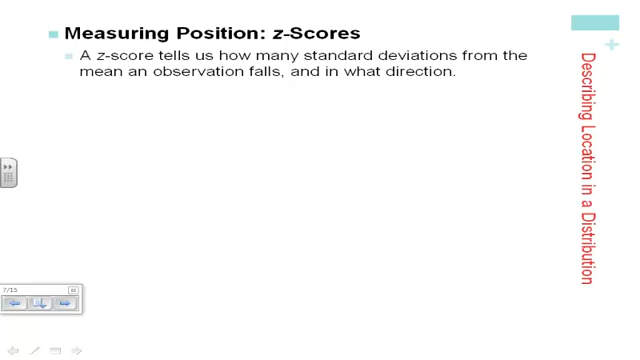 Measuring Position: z-Scores
A z-score tells us how many standard deviations from the
mean an observation falls, and in what direction.
Describing Location in a Distribution
+
7/15